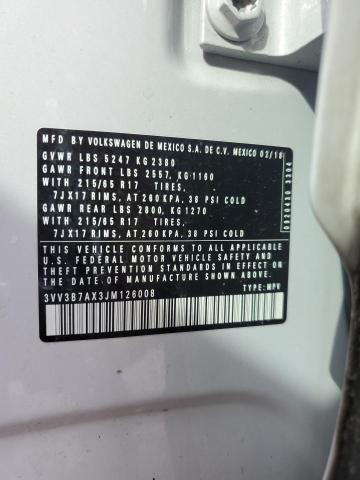 MFD BY VOLKSWAGEN DE MEXICO S.A. DE C.V. MEXICO 02/18
GVWR LBS 5247 KG 2380
GAWR FRONT LBS 2557, KG 1160
WITH 215/65 R17 TIRES,
7JX17 RIMS, AT 260 KPA, 38 PSI COLD
GAWR REAR LBS 2800, KG 1270
WITH 215/65 R17 TIRES,
7JX17 RIMS, AT 260 KPA, 38 PSI COLD
THIS VEHICLE CONFORMS TO ALL APPLICABLE
U.S. FEDERAL MOTOR VEHICLE SAFETY AND
THEFT PREVENTION STANDARDS IN EFFECT ON
THE DATE OF MANUFACTURE SHOWN ABOVE.
3VV3B7AX3JM126008
TYPE: MPV
3304